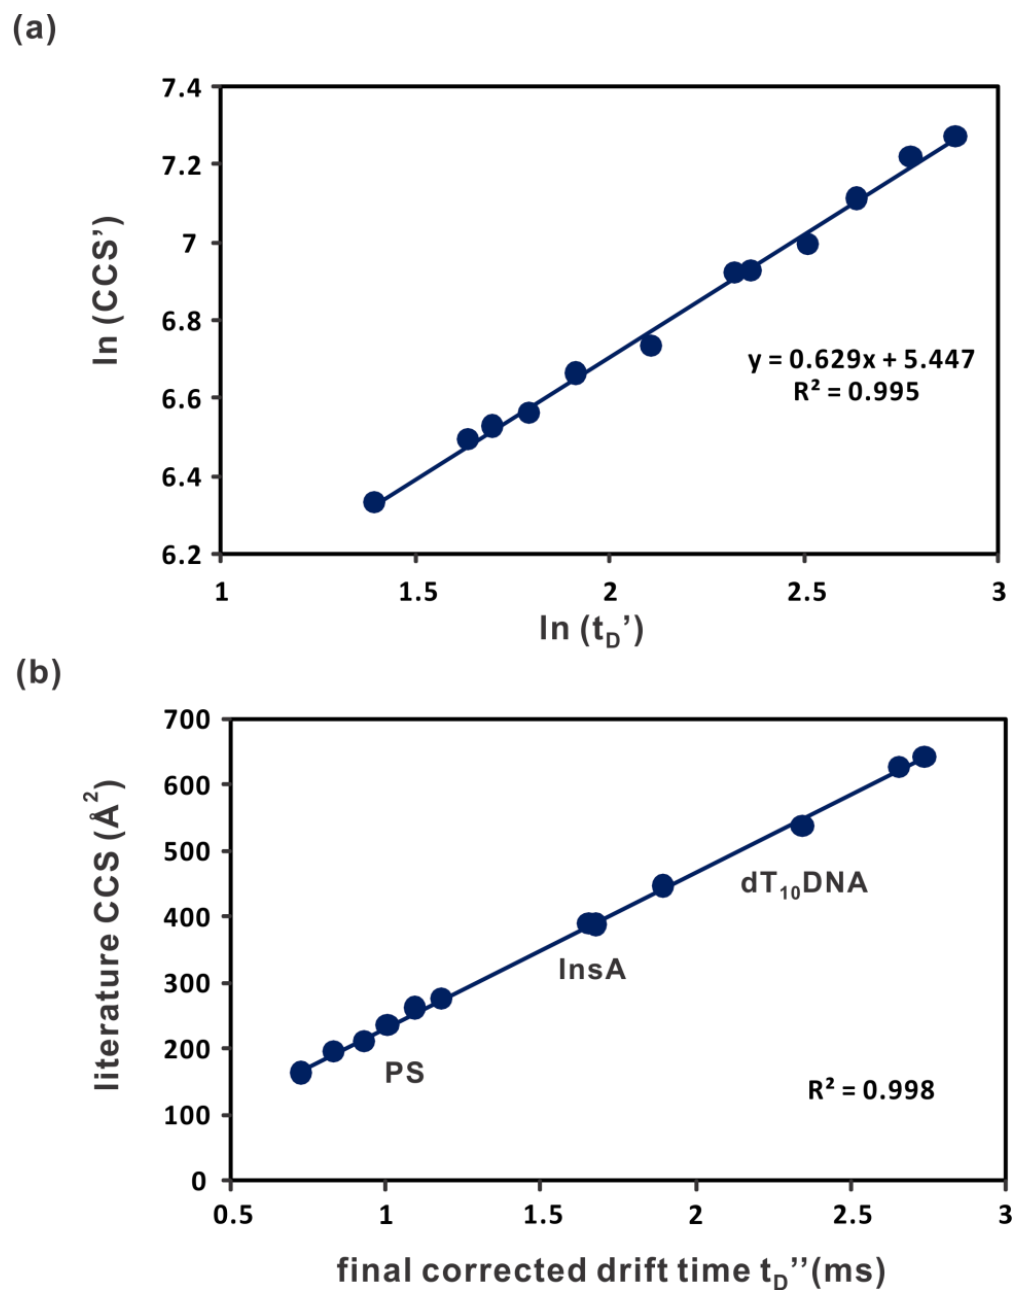 (a)
7.4
7.2
7
6.8
6.6
6.4
6.2
ln (CCS’)
y = 0.629x + 5.447
R² = 0.995
1
1.5
2
2.5
3
ln (t_D’)
(b)
700
600
500
400
300
200
100
0
literature CCS (Å²)
dT₁₀DNA
InsA
PS
R² = 0.998
0.5
1
1.5
2
2.5
3
final corrected drift time t_D’’(ms)